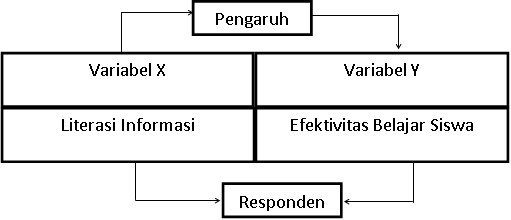 Pengaruh
Variabel X
Variabel Y
Literasi Informasi
Efektivitas Belajar Siswa
Responden